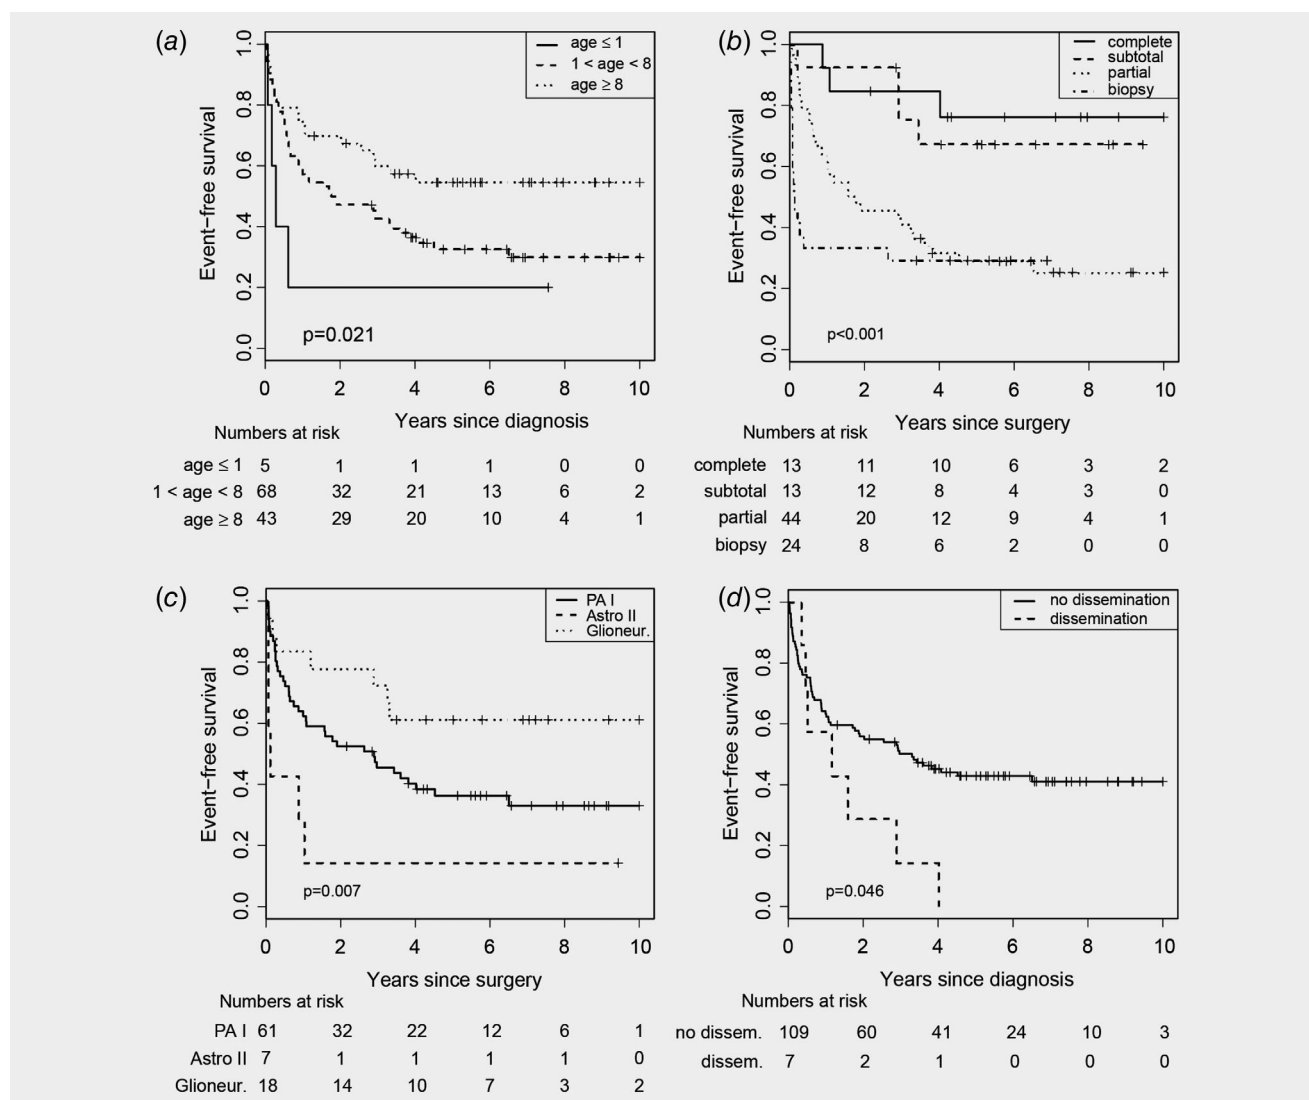 (a)
age ≤ 1
1 < age < 8
age ≥ 8
Event−free survival
1.0
0.8
0.6
0.4
0.2
0.0
p=0.021
0 2 4 6 8 10
Years since diagnosis
Numbers at risk
age ≤ 1 5 1 1 1 0 0
1 < age < 8 68 32 21 13 6 2
age ≥ 8 43 29 20 10 4 1
(b)
complete
subtotal
partial
biopsy
Event−free survival
1.0
0.8
0.6
0.4
0.2
0.0
p<0.001
0 2 4 6 8 10
Years since surgery
Numbers at risk
complete 13 11 10 6 3 2
subtotal 13 12 8 4 3 0
partial 44 20 12 9 4 1
biopsy 24 8 6 2 0 0
(c)
PA I
Astro II
Glioneur.
Event−free survival
1.0
0.8
0.6
0.4
0.2
0.0
p=0.007
0 2 4 6 8 10
Years since surgery
Numbers at risk
PA I 61 32 22 12 6 1
Astro II 7 1 1 1 1 0
Glioneur. 18 14 10 7 3 2
(d)
no dissemination
dissemination
Event−free survival
1.0
0.8
0.6
0.4
0.2
0.0
p=0.046
0 2 4 6 8 10
Years since diagnosis
Numbers at risk
no dissem. 109 60 41 24 10 3
dissem. 7 2 1 0 0 0